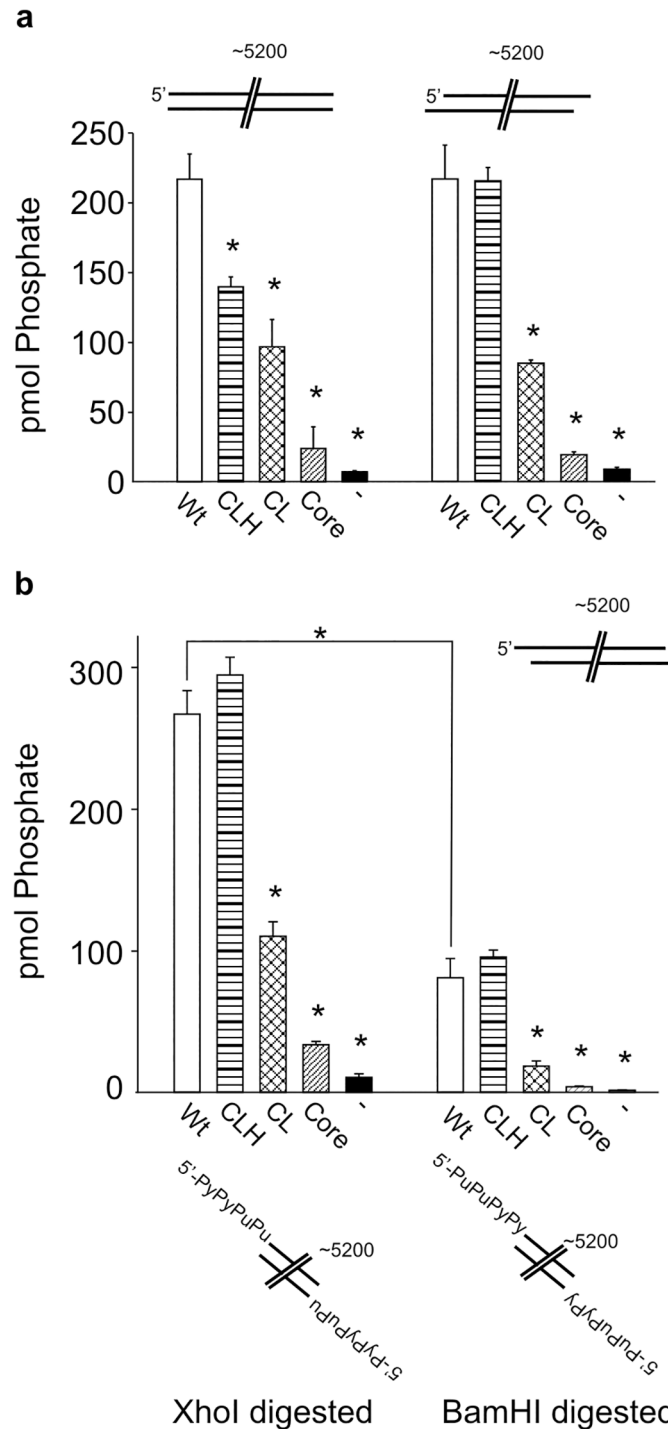 a
~5200
~5200
5'
5'
250
200
150
100
50
0
pmol Phosphate
*
*
*
*
*
*
*
Wt
CLH
CL
Core
-
Wt
CLH
CL
Core
-
b
~5200
5'
*
300
200
100
0
pmol Phosphate
*
*
*
*
*
*
Wt
CLH
CL
Core
-
Wt
CLH
CL
Core
-
5'-PyPyPuPu
~5200
5'-PyPyPuPu
5'-PuPuPyPy
~5200
5'-PuPuPyPy
XhoI digested
BamHI digested